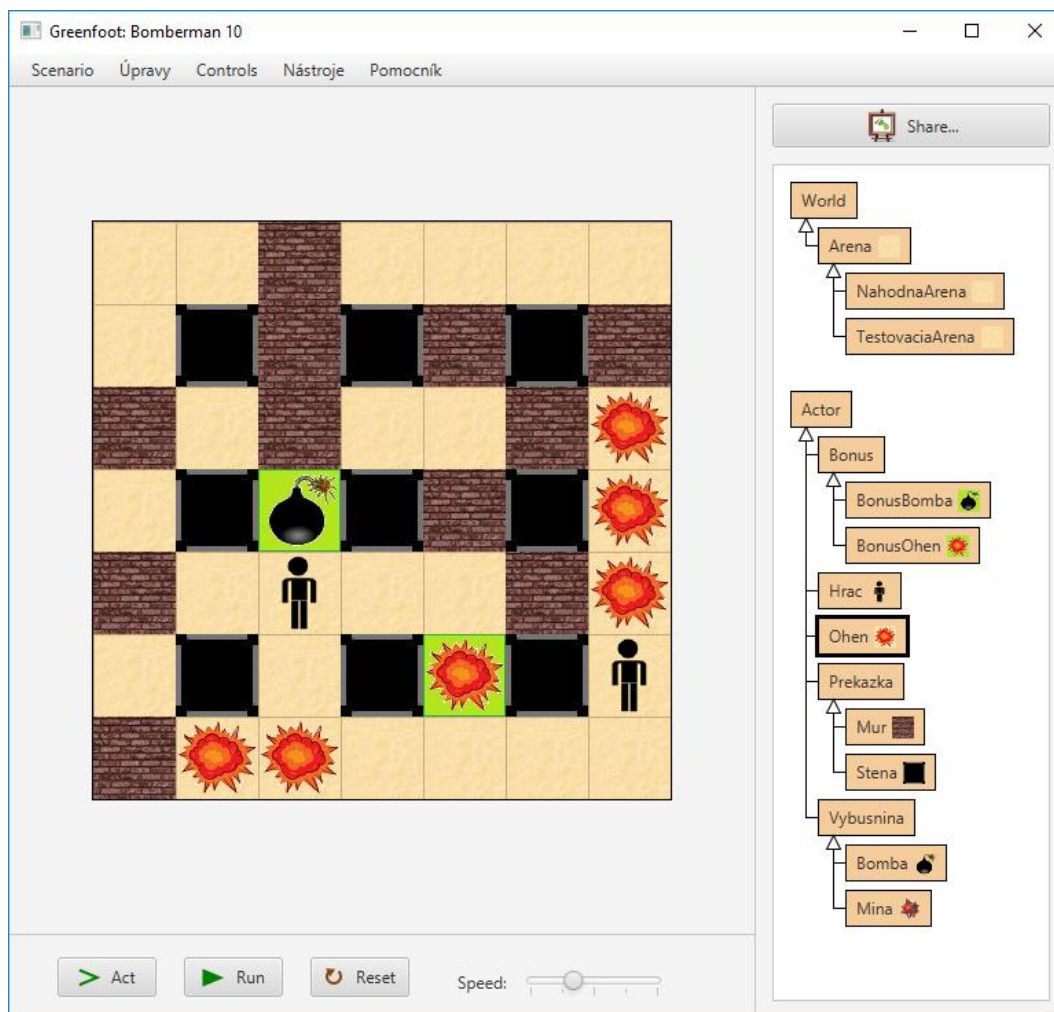 Greenfoot: Bomberman 10
Scenario Úpravy Controls Nástroje Pomocník
Share...
World
Arena
NahodnaArena
TestovaciaArena
Actor
Bonus
BonusBomba
BonusOhen
Hrac
Ohen
Prekazka
Mur
Stena
Vybusnina
Bomba
Mina
Act Run Reset Speed: